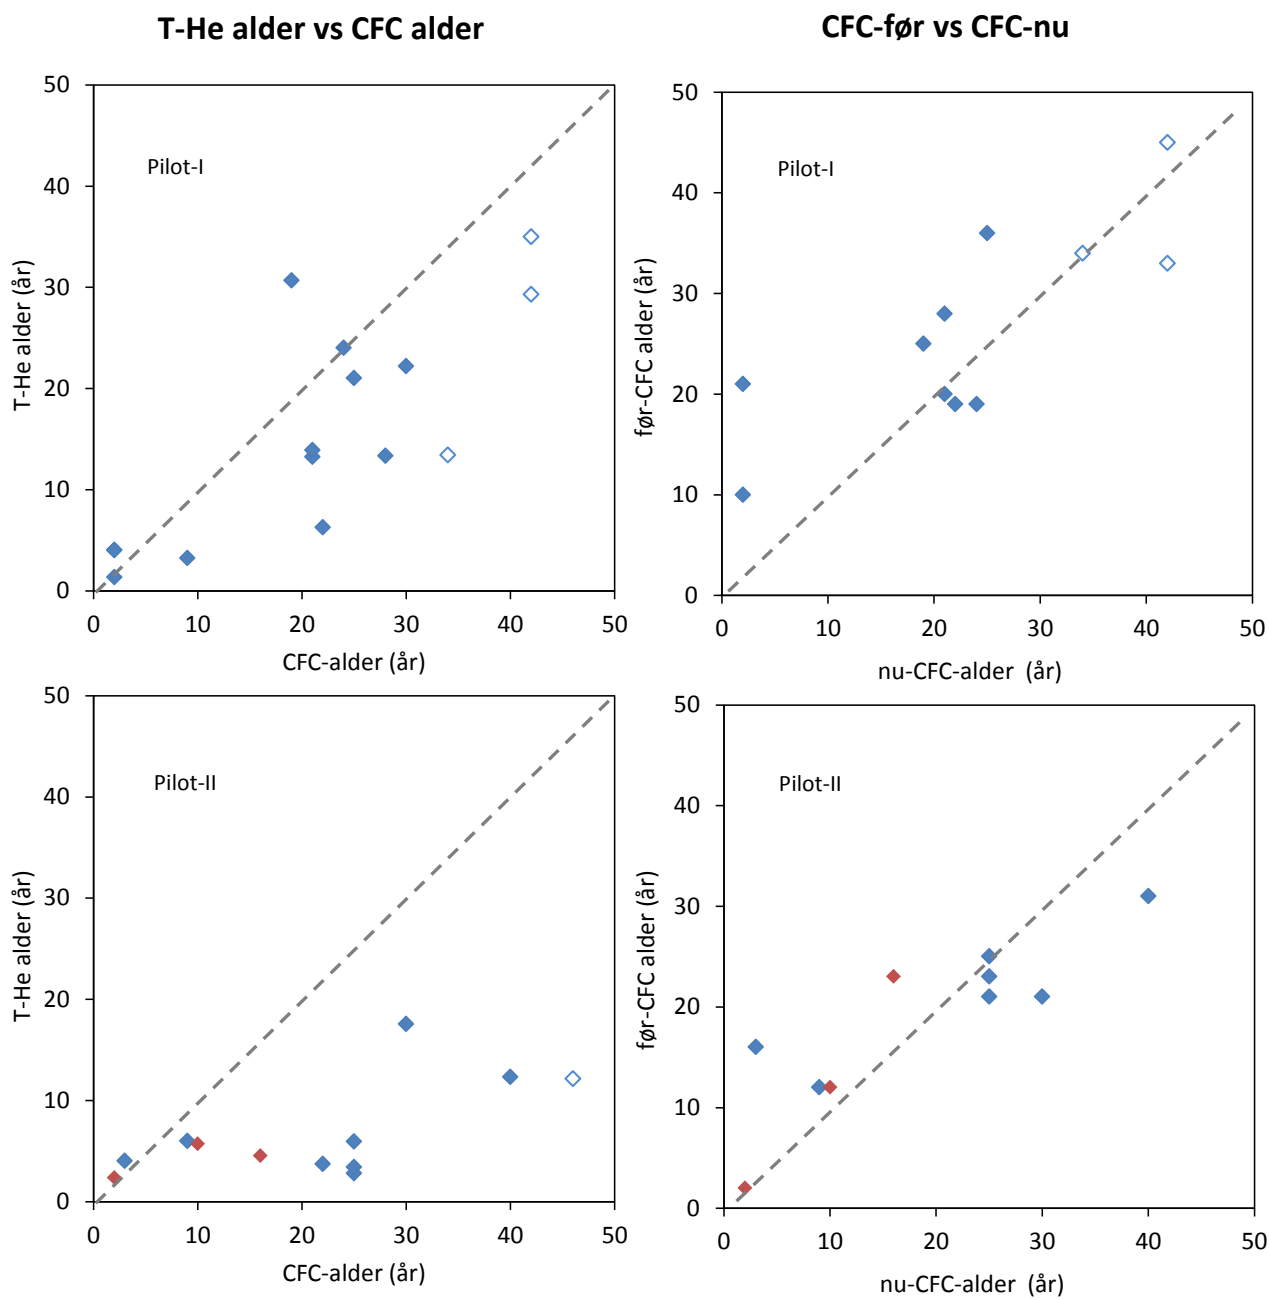 T-He alder vs CFC alder
CFC-før vs CFC-nu
50
40
30
20
10
0
T-He alder (år)
Pilot-I
0 10 20 30 40 50
CFC-alder (år)
50
40
30
20
10
0
før-CFC alder (år)
Pilot-I
0 10 20 30 40 50
nu-CFC-alder (år)
50
40
30
20
10
0
T-He alder (år)
Pilot-II
0 10 20 30 40 50
CFC-alder (år)
50
40
30
20
10
0
før-CFC alder (år)
Pilot-II
0 10 20 30 40 50
nu-CFC-alder (år)